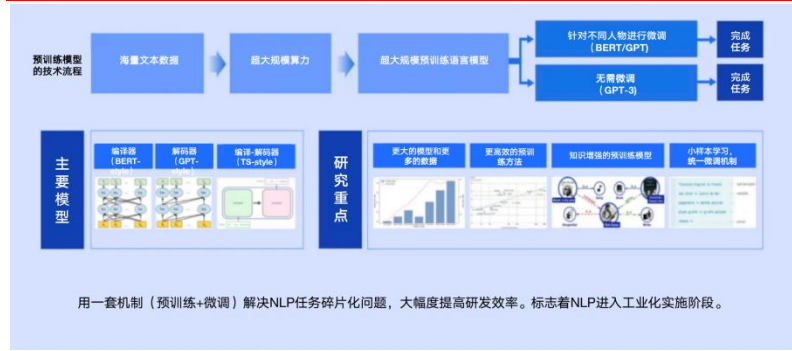 预训练模型
的技术流程
海量文本数据
超大规模算力
超大规模预训练语言模型
针对不同人物进行微调
(BERT/GPT)
完成
任务
无需微调
(GPT-3)
完成
任务
主要模型
编译器
(BERT-
style)
解码器
(GPT-
style)
编译-解码器
(TS-style)
研究重点
更大的模型和更
多的数据
更高效的预训
练方法
知识增强的预训练模型
小样本学习,
统一微调机制
用一套机制(预训练+微调)解决NLP任务碎片化问题,大幅度提高研发效率。标志着NLP进入工业化实施阶段。